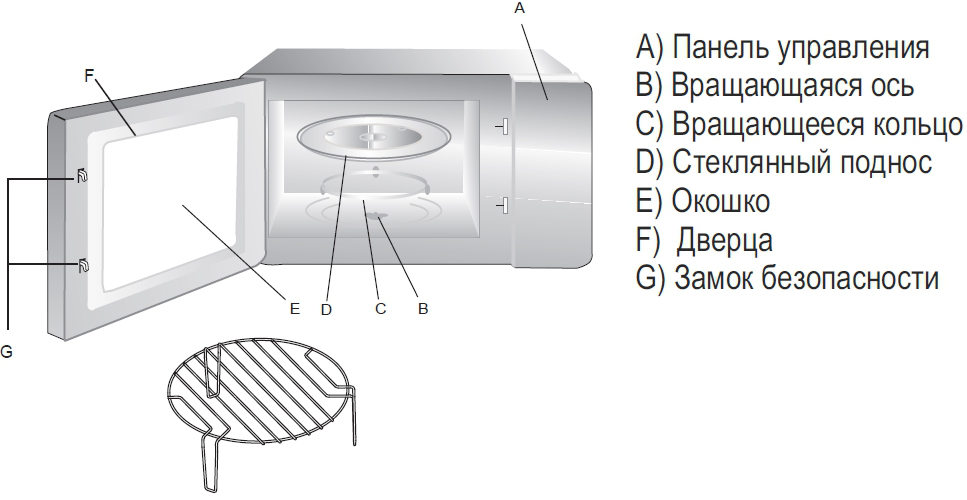 A
A) Панель управления
B) Вращающаяся ось
C) Вращающееся кольцо
D) Стеклянный поднос
E) Окошко
F) Дверца
G) Замок безопасности
F
E
D
C
B
G